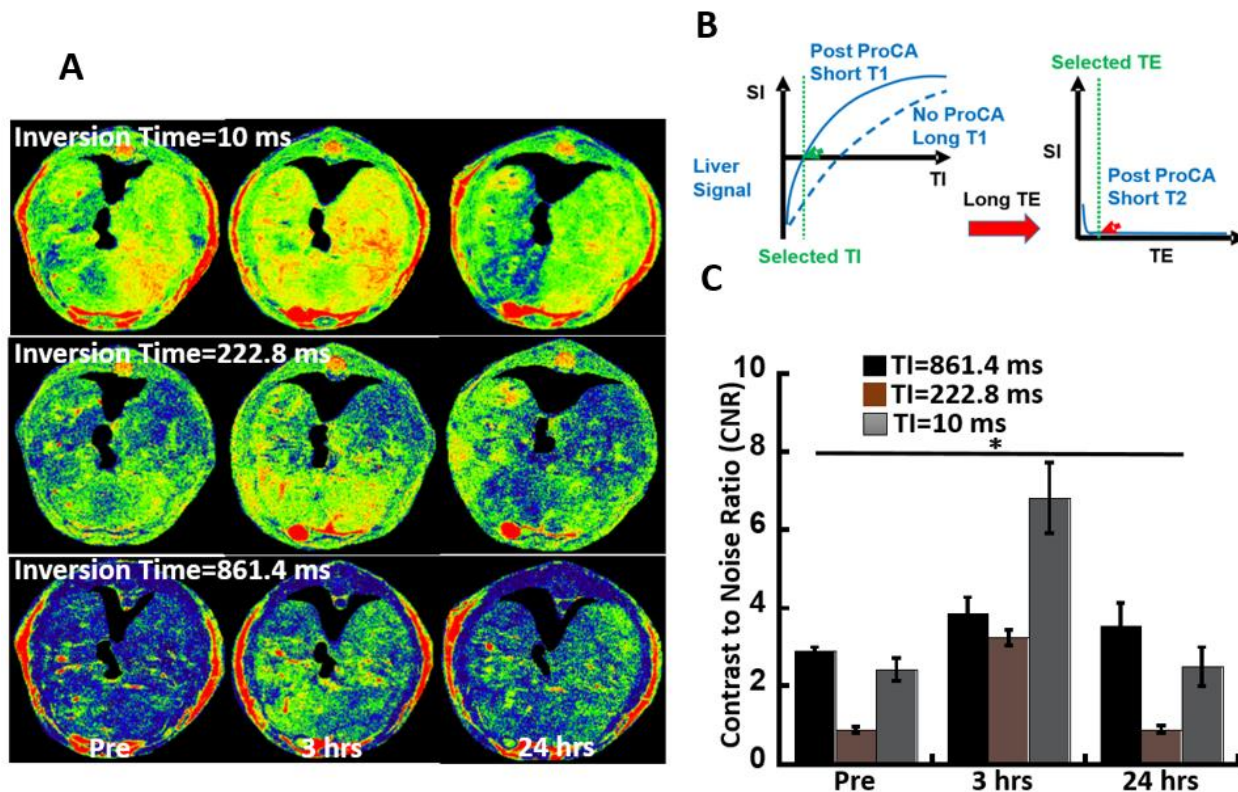 A
Inversion Time=10 ms
Inversion Time=222.8 ms
Inversion Time=861.4 ms
Pre
3 hrs
24 hrs
B
SI
Post ProCA
Short T1
No ProCA
Long T1
Liver
Signal
TI
Selected TI
Long TE
Selected TE
SI
Post ProCA
Short T2
TE
C
Contrast to Noise Ratio (CNR)
10
8
6
4
2
0
TI=861.4 ms
TI=222.8 ms
TI=10 ms
*
Pre
3 hrs
24 hrs